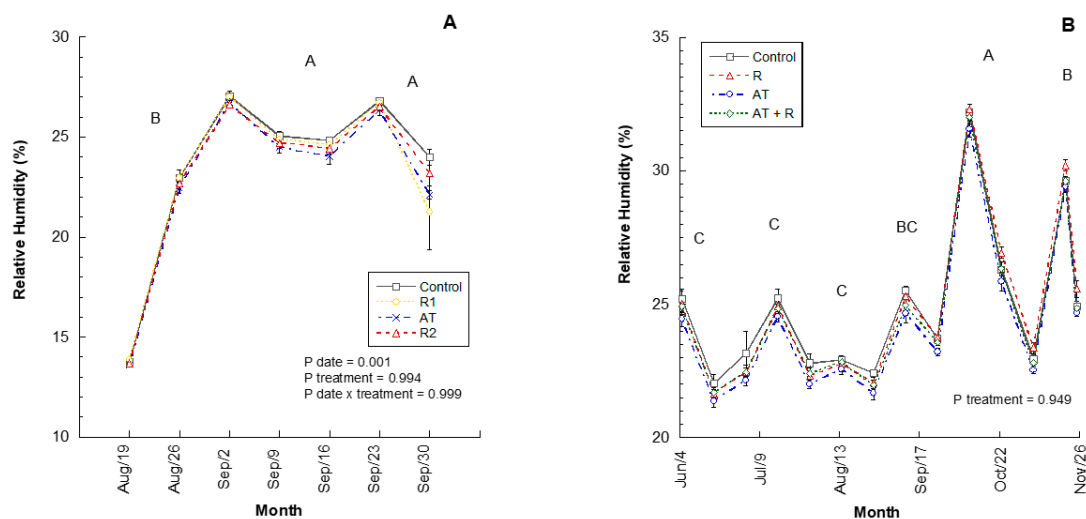 A
30
25
20
15
10
Relative Humidity (%)
B
A
A
Control
R1
AT
R2
P date = 0.001
P treatment = 0.994
P date x treatment = 0.999
Aug/19
Aug/26
Sep/2
Sep/9
Sep/16
Sep/23
Sep/30
Month
B
35
30
25
20
Relative Humidity (%)
Control
R
AT
AT + R
A
B
C
C
BC
C
P treatment = 0.949
Jun/4
Jul/9
Aug/13
Sep/17
Oct/22
Nov/26
Month